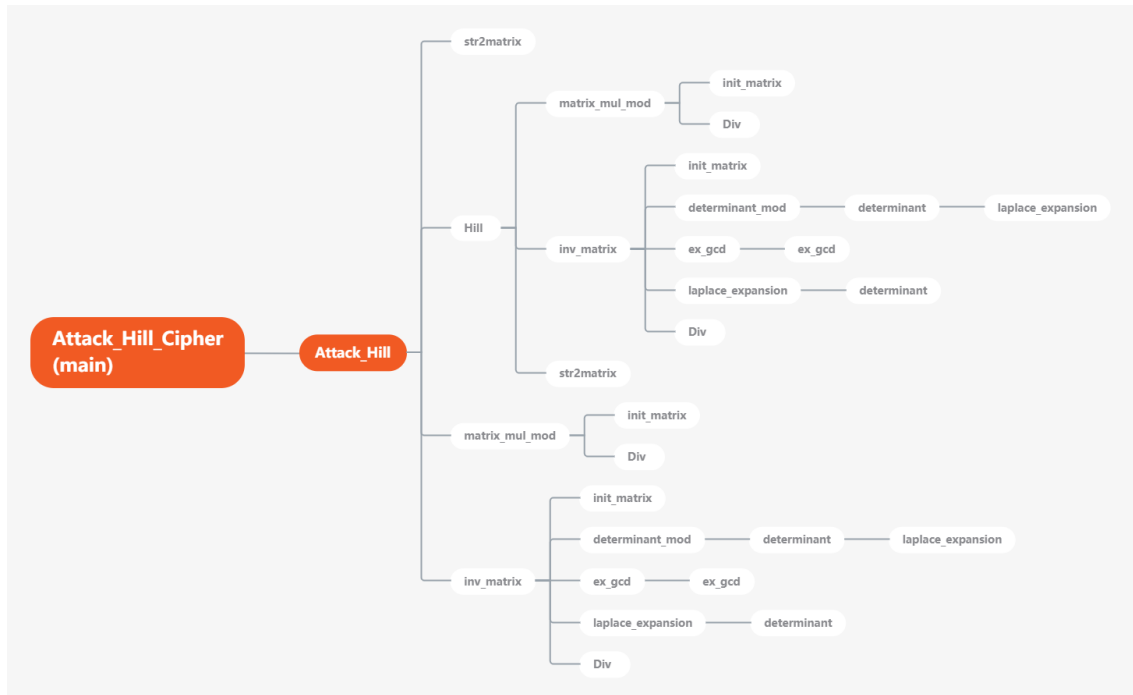 str2matrix
init_matrix
matrix_mul_mod
Div
init_matrix
determinant_mod
determinant
laplace_expansion
Hill
inv_matrix
ex_gcd
ex_gcd
laplace_expansion
determinant
Div
Attack_Hill_Cipher
(main)
Attack_Hill
str2matrix
init_matrix
matrix_mul_mod
Div
init_matrix
determinant_mod
determinant
laplace_expansion
inv_matrix
ex_gcd
ex_gcd
laplace_expansion
determinant
Div